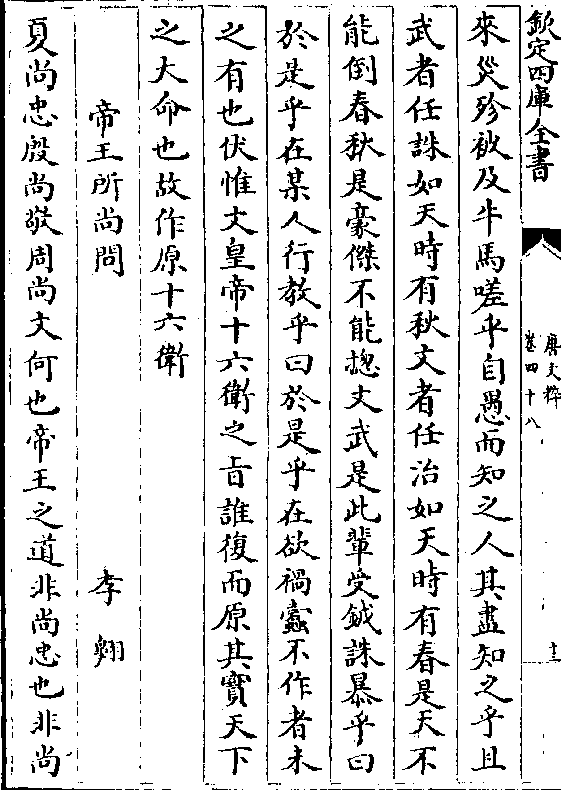 欽定四庫全書
唐文粹
卷四十八
十三
來災殄被及牛馬嗟乎自愚而知之人其盡知之乎且
武者任誅如天時有秋文者任治如天時有春是天不
能倒春秋是豪傑不能揔文武是此輩受鉞誅暴乎曰
於是乎在某人行教乎曰於是乎在欲禍蠧不作者未
之有也伏惟文皇帝十六衛之旨誰復而原其實天下
之大命也故作原十六衛
帝王所尚問 李翱
夏尚忠殷尚敬周尚文何也帝王之道非尚忠也非尚